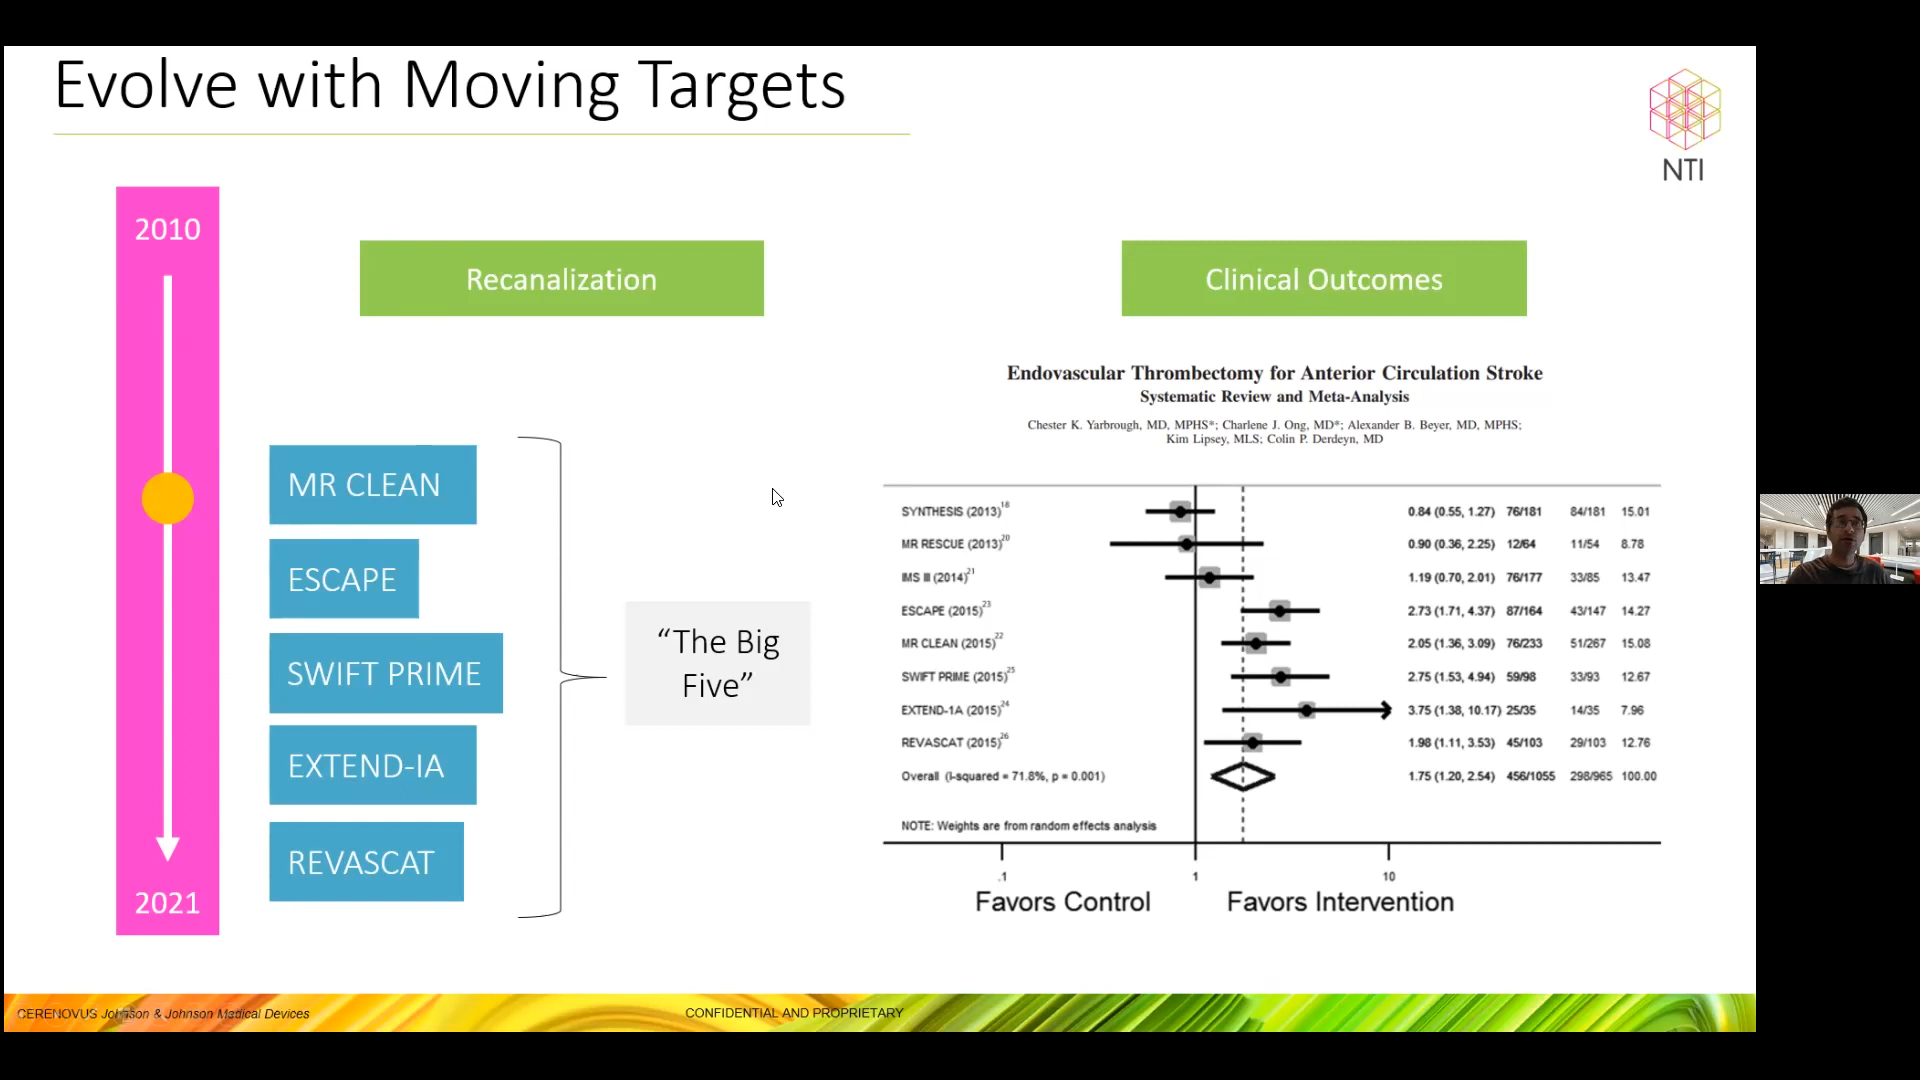 Evolve with Moving Targets
NTI
2010
2021
Recanalization
Clinical Outcomes
MR CLEAN
ESCAPE
SWIFT PRIME
EXTEND-IA
REVASCAT
“The Big
Five”
Endovascular Thrombectomy for Anterior Circulation Stroke
Systematic Review and Meta-Analysis
Chester K. Yarbrough, MD, MPHS*; Charlene J. Ong, MD*; Alexander B. Beyer, MD, MPHS;
Kim Lipsey, MLS; Colin P. Derdeyn, MD
SYNTHESIS (2013)18 0.84 (0.55, 1.27) 76/181 84/181 15.01
MR RESCUE (2013)20 0.90 (0.36, 2.25) 12/64 11/54 8.78
IMS III (2014)21 1.19 (0.70, 2.01) 76/177 33/85 13.47
ESCAPE (2015)23 2.73 (1.71, 4.37) 87/164 43/147 14.27
MR CLEAN (2015)22 2.05 (1.36, 3.09) 76/233 51/267 15.08
SWIFT PRIME (2015)25 2.75 (1.53, 4.94) 59/98 33/93 12.67
EXTEND-1A (2015)24 3.75 (1.38, 10.17) 25/35 14/35 7.96
REVASCAT (2015)26 1.98 (1.11, 3.53) 45/103 29/103 12.76
Overall (I-squared = 71.8%, p = 0.001) 1.75 (1.20, 2.54) 456/1055 298/965 100.00
NOTE: Weights are from random effects analysis
.1 1 10
Favors Control Favors Intervention
CERENOVUS Johnson & Johnson Medical Devices
CONFIDENTIAL AND PROPRIETARY